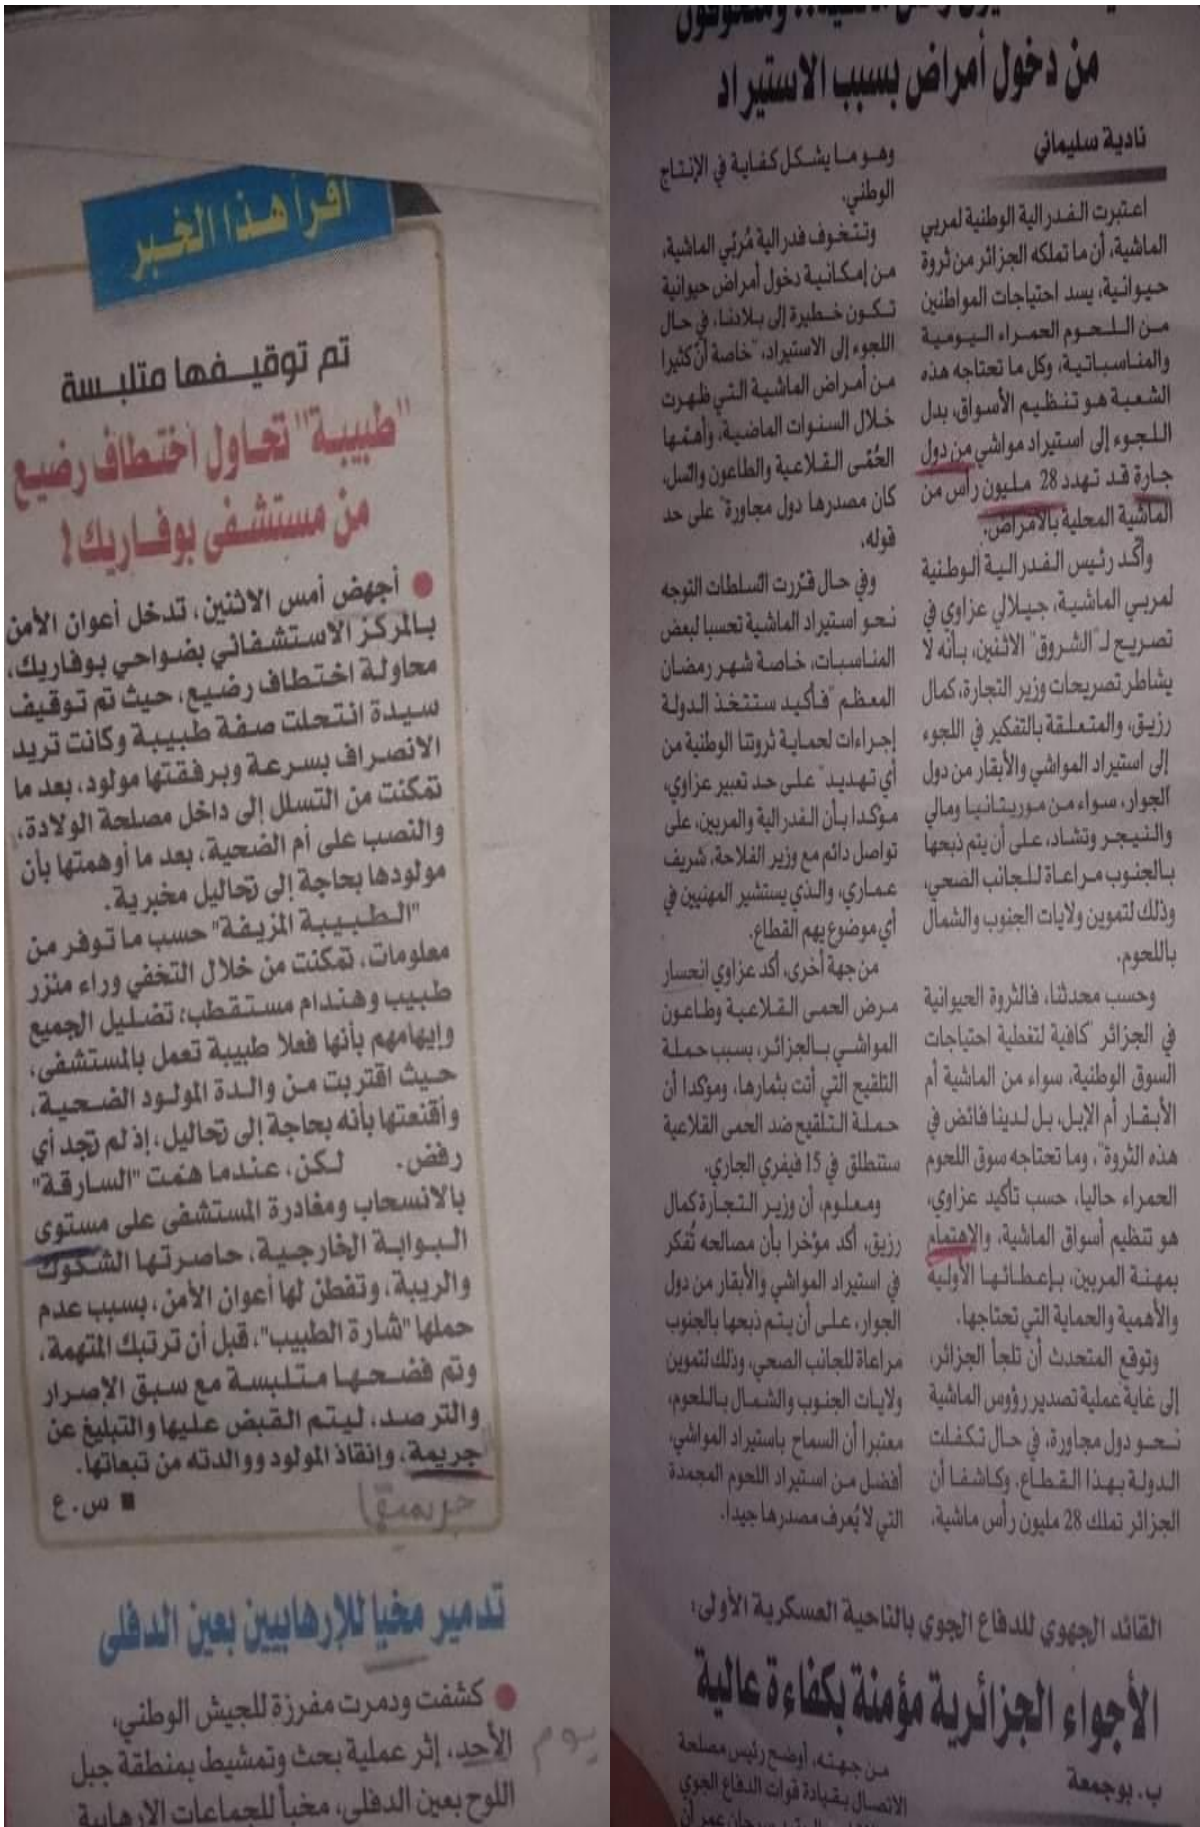 اقرأ هذا الخبر
تم توقيفها متلبسة
"طبيبة" تحاول اختطاف رضيع
من مستشفى بوفاريك!
● أجهض أمس الاثنين، تدخل أعوان الأمن
بالمركز الاستشفائي بضواحي بوفاريك،
محاولة اختطاف رضيع، حيث تم توقيف
سيدة انتحلت صفة طبيبة وكانت تريد
الانصراف بسرعة وبرفقتها مولود، بعد ما
تمكنت من التسلل إلى داخل مصلحة الولادة،
والنصب على أم الضحية، بعد ما أوهمتها بأن
مولودها بحاجة إلى تحاليل مخبرية.
"الطبيبة المزيفة" حسب ما توفر من
معلومات، تمكنت من خلال التخفي وراء مئزر
طبيب وهندام مستقطب؛ تضليل الجميع
وإيهامهم بأنها فعلا طبيبة تعمل بالمستشفى،
حيث اقتربت من والدة المولود الضحية،
وأقنعتها بأنه بحاجة إلى تحاليل، إذ لم تجد أي
رفض. لكن، عندما همت "السارقة"
بالانسحاب ومغادرة المستشفى على مستوى
البوابة الخارجية، حاصرتها الشكوك
والريبة، وتفطن لها أعوان الأمن، بسبب عدم
حملها "شارة الطبيب"، قبل أن ترتبك المتهمة،
وتم فضحها متلبسة مع سبق الإصرار
والترصد، ليتم القبض عليها والتبليغ عن
جريمة، وإنقاذ المولود ووالدته من تبعاتها.
■ س.ع
جريمتها
تدمير مخبإ للإرهابيين بعين الدفلى
● كشفت ودمرت مفرزة للجيش الوطني،
يوم
الأحد، إثر عملية بحث وتمشيط بمنطقة جبل
اللوح بعين الدفلى، مخبأ للجماعات الإرهابية
من دخول أمراض بسبب الاستيراد
نادية سليماني
اعتبرت الفدرالية الوطنية لمربي
الماشية، أن ما تملكه الجزائر من ثروة
حيوانية، يسد احتياجات المواطنين
من اللحوم الحمراء اليومية
والمناسباتية، وكل ما تحتاجه هذه
الشعبة هو تنظيم الأسواق، بدل
اللجوء إلى استيراد مواشي من دول
جارة قد تهدد 28 مليون رأس من
الماشية المحلية بالأمراض.
وأكد رئيس الفدرالية الوطنية
لمربي الماشية، جيلالي عزاوي في
تصريح لـ"الشروق" الاثنين، بأنه لا
يشاطر تصريحات وزير التجارة، كمال
رزيق، والمتعلقة بالتفكير في اللجوء
إلى استيراد المواشي والأبقار من دول
الجوار، سواء من موريتانيا ومالي
والنيجر وتشاد، على أن يتم ذبحها
بالجنوب مراعاة للجانب الصحي،
وذلك لتموين ولايات الجنوب والشمال
باللحوم.
وحسب محدثنا، فالثروة الحيوانية
في الجزائر "كافية لتغطية احتياجات
السوق الوطنية، سواء من الماشية أم
الأبقار أم الإبل، بل لدينا فائض في
هذه الثروة"، وما تحتاجه سوق اللحوم
الحمراء حاليا، حسب تأكيد عزاوي،
هو تنظيم أسواق الماشية، والاهتمام
بمهنة المربين، بإعطائها الأولية
والأهمية والحماية التي تحتاجها.
وتوقع المتحدث أن تلجأ الجزائر،
إلى غاية عملية تصدير رؤوس الماشية
نحو دول مجاورة، في حال تكفلت
الدولة بهذا القطاع. وكاشفا أن
الجزائر تملك 28 مليون رأس ماشية،
وهو ما يشكل كفاية في الإنتاج
الوطني.
وتتخوف فدرالية مُربّي الماشية،
من إمكانية دخول أمراض حيوانية
تكون خطيرة إلى بلادنا، في حال
اللجوء إلى الاستيراد، "خاصة أنّ كثيرا
من أمراض الماشية التي ظهرت
خلال السنوات الماضية، وأهمّها
الحُمّى القلاعية والطاعون والسل،
كان مصدرها دول مجاورة" على حد
قوله.
وفي حال قرّرت السّلطات التوجه
نحو استيراد الماشية تحسبا لبعض
المناسبات، خاصة شهر رمضان
المعظم "فأكيد ستتخذ الدولة
إجراءات لحماية ثروتنا الوطنية من
أي تهديد" على حد تعبير عزاوي،
مؤكدا بأن الفدرالية والمربين، على
تواصل دائم مع وزير الفلاحة، شريف
عماري، والذي يستشير المهنيين في
أي موضوع يهم القطاع.
من جهة أخرى، أكد عزاوي انحسار
مرض الحمى القلاعية وطاعون
المواشي بالجزائر، بسبب حملة
التلقيح التي أتت بثمارها، ومؤكدا أن
حملة التلقيح ضد الحمى القلاعية
ستنطلق في 15 فيفري الجاري.
ومعلوم، أن وزير التجارة كمال
رزيق، أكد مؤخرا بأن مصالحه تُفكر
في استيراد المواشي والأبقار من دول
الجوار، على أن يتم ذبحها بالجنوب
مراعاة للجانب الصحي، وذلك لتموين
ولايات الجنوب والشمال باللحوم،
معتبرا أن السماح باستيراد المواشي،
أفضل من استيراد اللحوم المجمدة
التي لا يُعرف مصدرها جيدا.
القائد الجهوي للدفاع الجوي بالناحية العسكرية الأولى:
الأجواء الجزائرية مؤمنة بكفاءة عالية
ب. بوجمعة
من جهته، أوضح رئيس مصلحة
الاتصال بقيادة قوات الدفاع الجوي